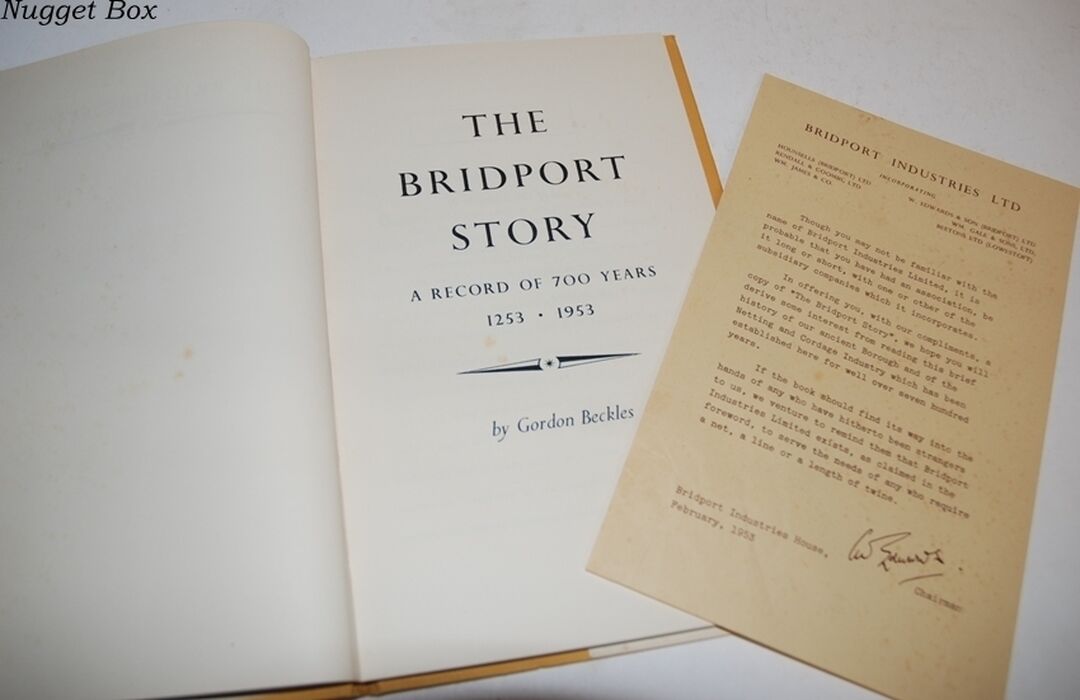 Nugget Box
THE
BRIDPORT
STORY
A RECORD OF 700 YEARS
1253 · 1953
by Gordon Beckles
BRIDPORT INDUSTRIES LTD
INCORPORATING
HOUNSELLS (BRIDPORT) LTD
RENDALL & COOMBS, LTD
WM. JAMES & CO.
W. EDWARDS & SON (BRIDPORT) LTD
WM. GALE & SONS, LTD.
BEETONS LTD (LOWESTOFT)
Though you may not be familiar with the
name of Bridport Industries Limited, it is
probable that you have had an association, be
it long or short, with one or other of the
subsidiary companies which it incorporates.
In offering you, with our compliments, a
copy of "The Bridport Story", we hope you will
derive some interest from reading this brief
history of our ancient Borough and of the
Netting and Cordage Industry which has been
established here for well over seven hundred
years.
If the book should find its way into the
hands of any who have hitherto been strangers
to us, we venture to remind them that Bridport
Industries Limited exists, as claimed in the
foreword, to serve the needs of any who require
a net, a line or a length of twine.
Bridport Industries House,
February, 1953
Chairman